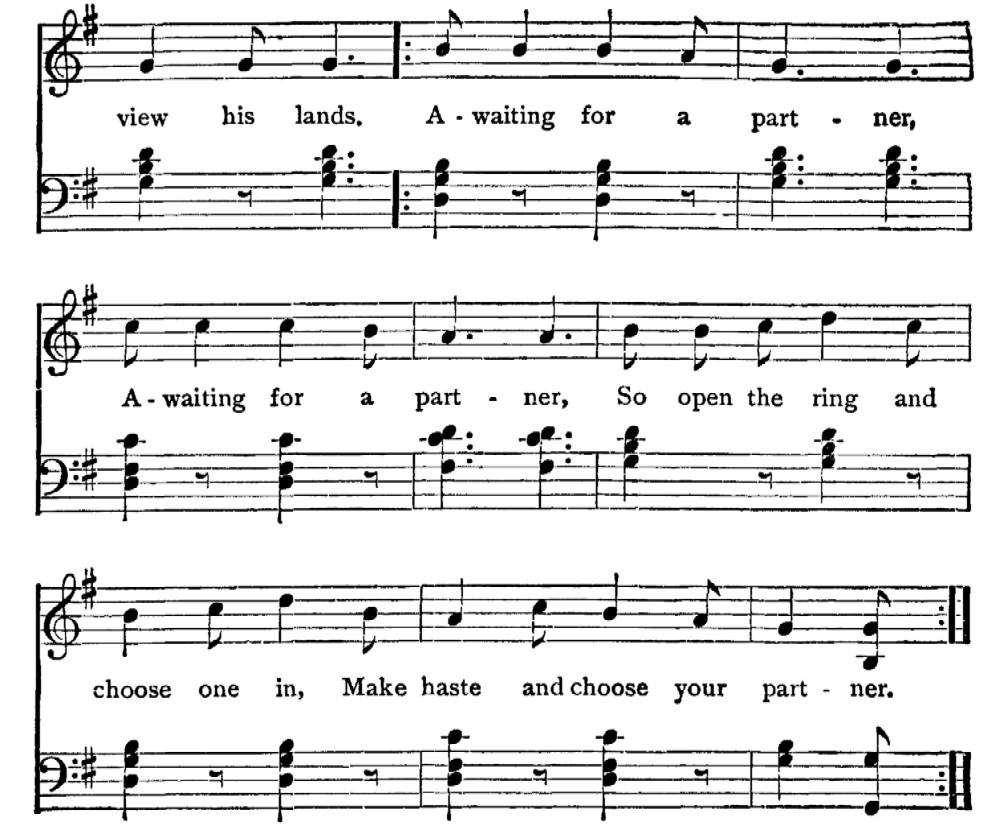 view his lands. A - waiting for a part - ner,
A - waiting for a part - ner, So open the ring and
choose one in, Make haste and choose your part - ner.